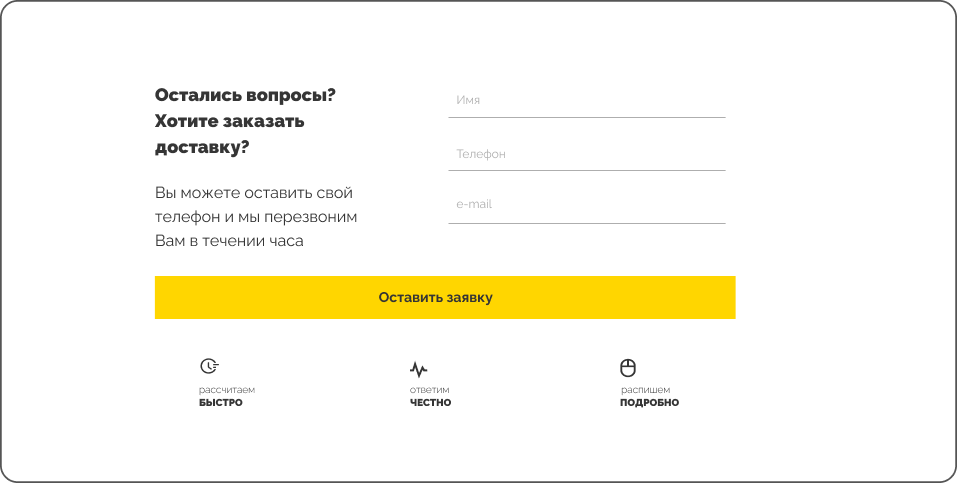 Остались вопросы?
Хотите заказать
доставку?
Вы можете оставить свой
телефон и мы перезвоним
Вам в течении часа
Имя
Телефон
e-mail
Оставить заявку
рассчитаем
БЫСТРО
ответим
ЧЕСТНО
распишем
ПОДРОБНО